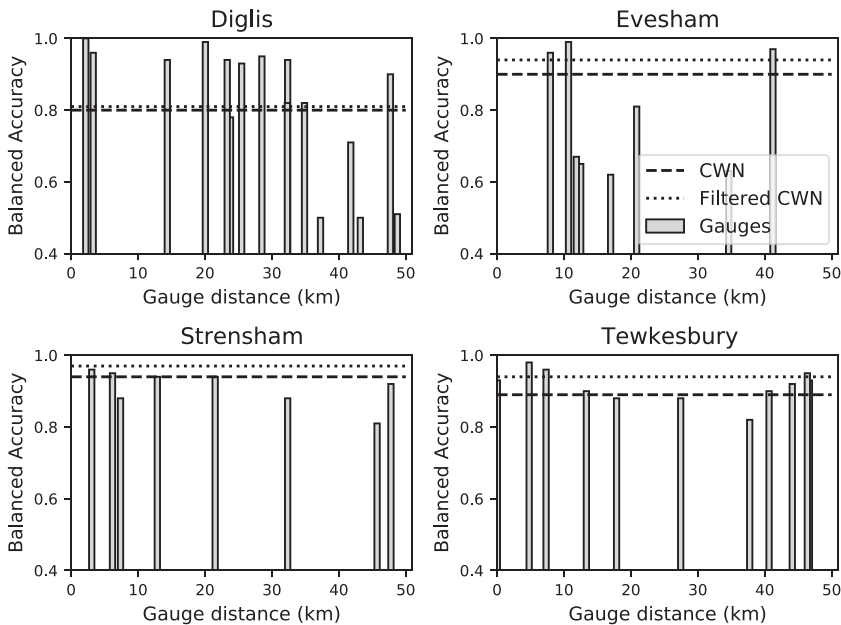 Diglis
Balanced Accuracy
1.0
0.8
0.6
0.4
0 10 20 30 40 50
Gauge distance (km)
Evesham
Balanced Accuracy
1.0
0.8
0.6
0.4
CWN
Filtered CWN
Gauges
0 10 20 30 40 50
Gauge distance (km)
Strensham
Balanced Accuracy
1.0
0.8
0.6
0.4
0 10 20 30 40 50
Gauge distance (km)
Tewkesbury
Balanced Accuracy
1.0
0.8
0.6
0.4
0 10 20 30 40 50
Gauge distance (km)